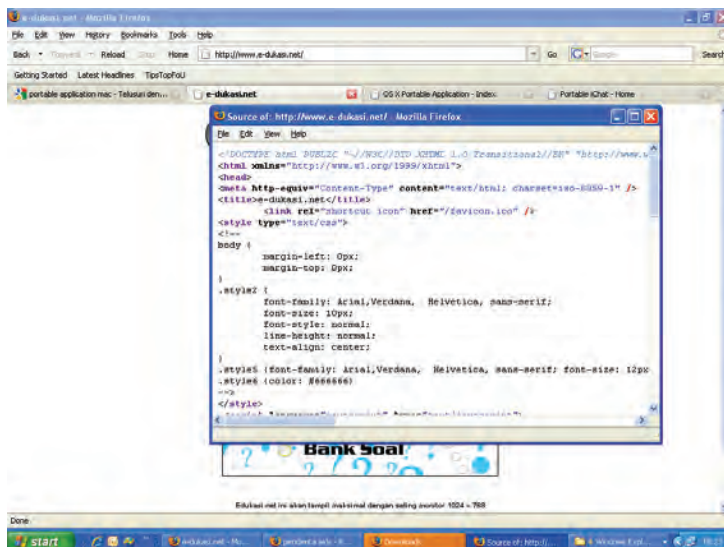 e-dukasi.net - Mozilla Firefox
File Edit View History Bookmarks Tools Help
Back Forward Reload Stop Home http://www.e-dukasi.net/ Go Google Search
Getting Started Latest Headlines TipsTopFoU
portable application mac - Telusuri den... e-dukasi.net OS X Portable Application - Index Portable iChat - Home
Source of: http://www.e-dukasi.net/ - Mozilla Firefox
File Edit View Help
<!DOCTYPE html PUBLIC "-//W3C//DTD XHTML 1.0 Transitional//EN" "http://www.w
<html xmlns="http://www.w3.org/1999/xhtml">
<head>
<meta http-equiv="Content-Type" content="text/html; charset=iso-8859-1" />
<title>e-dukasi.net</title>
<link rel="shortcut icon" href="/favicon.ico" />
<style type="text/css">
<!--
body {
margin-left: 0px;
margin-top: 0px;
}
.style2 {
font-family: Arial,Verdana, Helvetica, sans-serif;
font-size: 10px;
font-style: normal;
line-height: normal;
text-align: center;
}
.style5 {font-family: Arial,Verdana, Helvetica, sans-serif; font-size: 12px
.style6 {color: #666666}
-->
</style>
Bank Soal
Edukasi.net ini akan tampil maksimal dengan seting monitor 1024 × 768
Done
start e-dukasi.net - Mo... Downloads Source of: http:/... 4 Windows Expl...